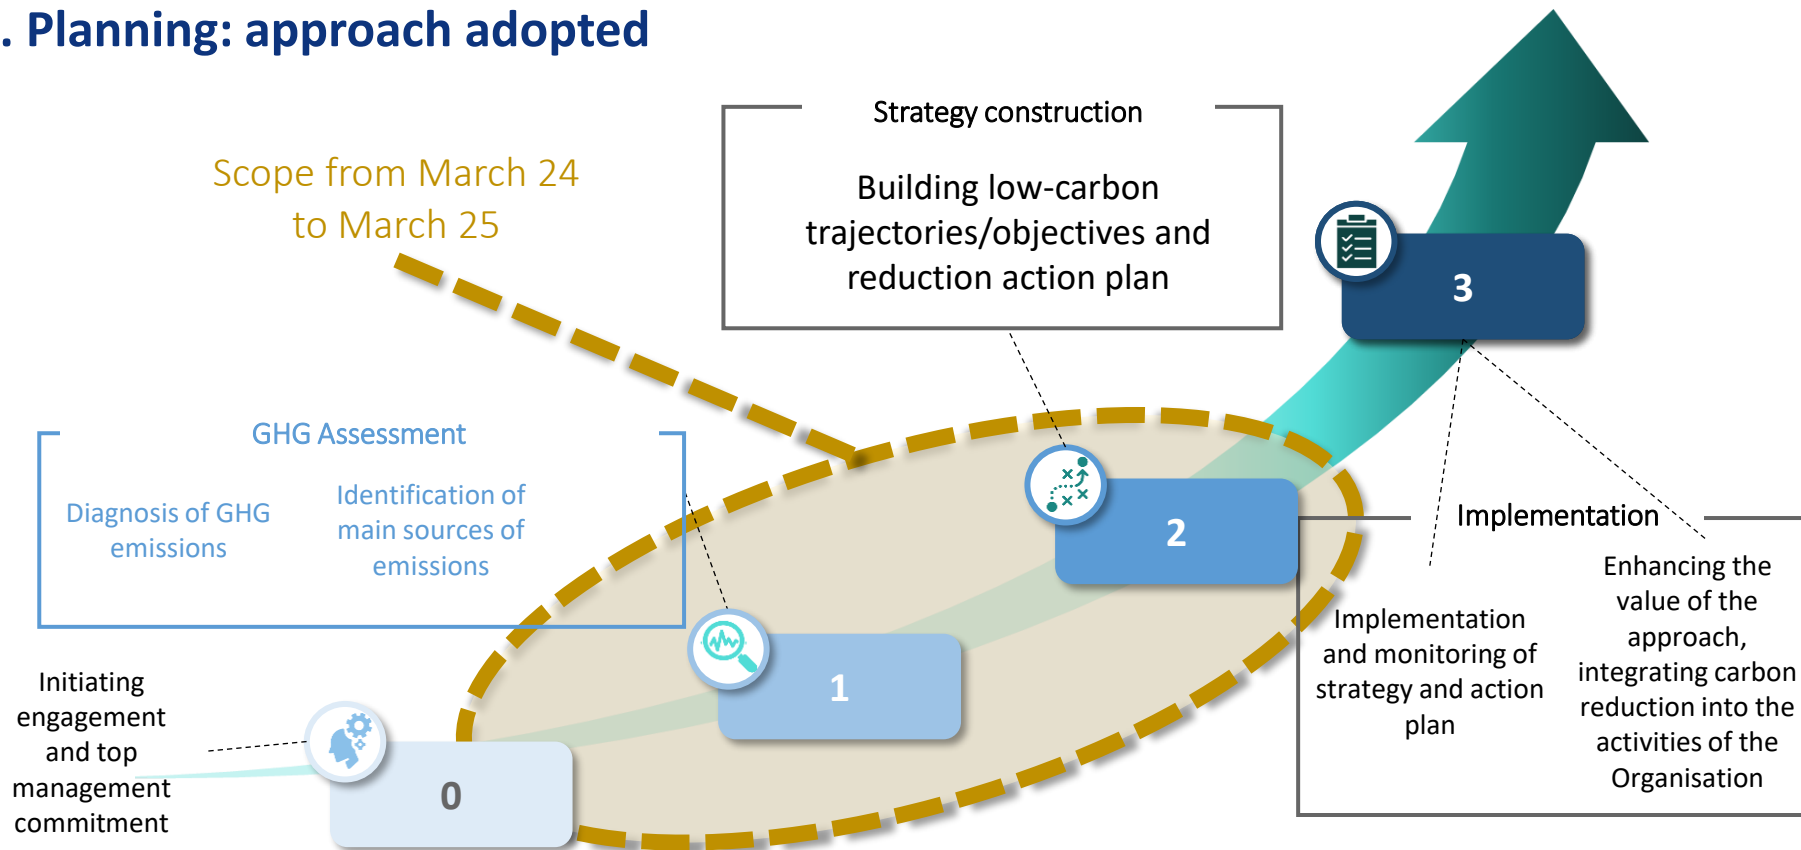 . Planning: approach adopted
Scope from March 24
to March 25
Strategy construction
Building low-carbon
trajectories/objectives and
reduction action plan
3
GHG Assessment
Diagnosis of GHG
emissions
Identification of
main sources of
emissions
2
Implementation
Implementation
and monitoring of
strategy and action
plan
Enhancing the
value of the
approach,
integrating carbon
reduction into the
activities of the
Organisation
1
Initiating
engagement
and top
management
commitment
0